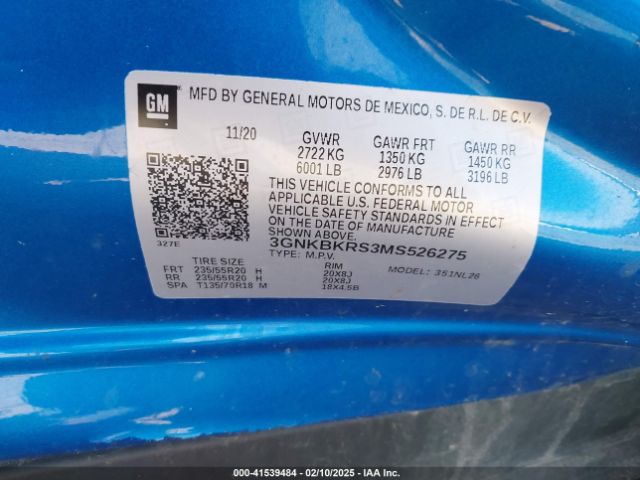 GM
MFD BY GENERAL MOTORS DE MEXICO, S. DE R.L. DE C.V.
11/20 GVWR GAWR FRT GAWR RR
2722 KG 1350 KG 1450 KG
6001 LB 2976 LB 3196 LB
THIS VEHICLE CONFORMS TO ALL
APPLICABLE U.S. FEDERAL MOTOR
VEHICLE SAFETY STANDARDS IN EFFECT
ON THE DATE OF MANUFACTURE
SHOWN ABOVE.
327E
3GNKBKRS3MS526275
TYPE: M.P.V. MODEL: 351NL26
TIRE SIZE RIM
FRT 235/55R20 H 20X8J
RR 235/55R20 H 20X8J
SPA T135/70R18 M 18X4.5B
000-41539484 - 02/10/2025 - IAA Inc.